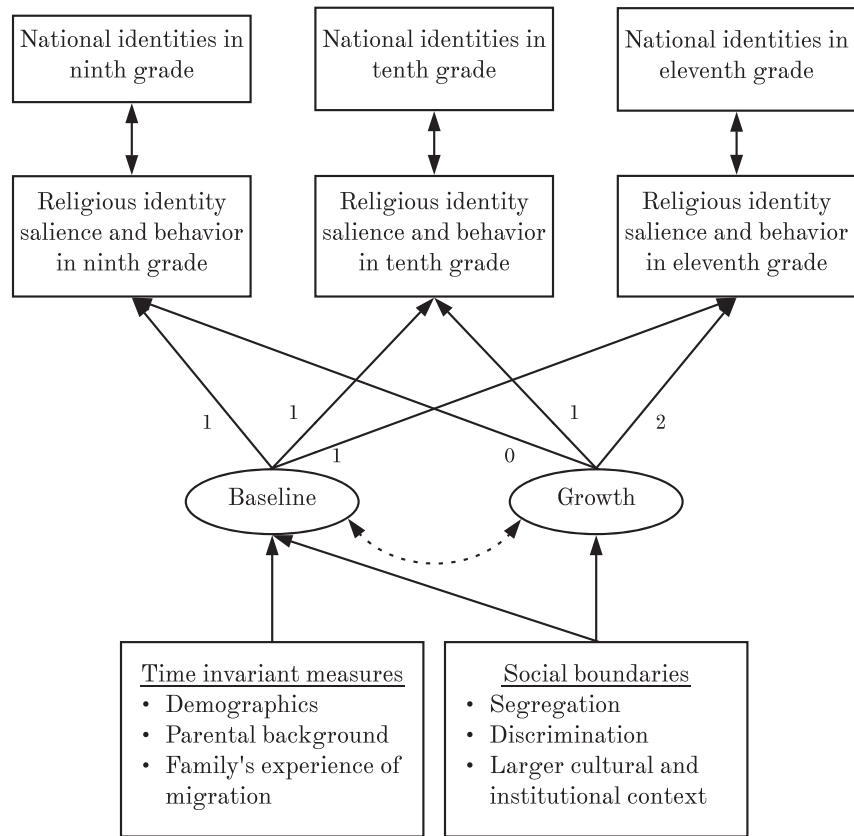 National identities in
ninth grade
National identities in
tenth grade
National identities in
eleventh grade
Religious identity
salience and behavior
in ninth grade
Religious identity
salience and behavior
in tenth grade
Religious identity
salience and behavior
in eleventh grade
1
1
1
0
1
2
Baseline
Growth
Time invariant measures
• Demographics
• Parental background
• Family's experience of
migration
Social boundaries
• Segregation
• Discrimination
• Larger cultural and
institutional context